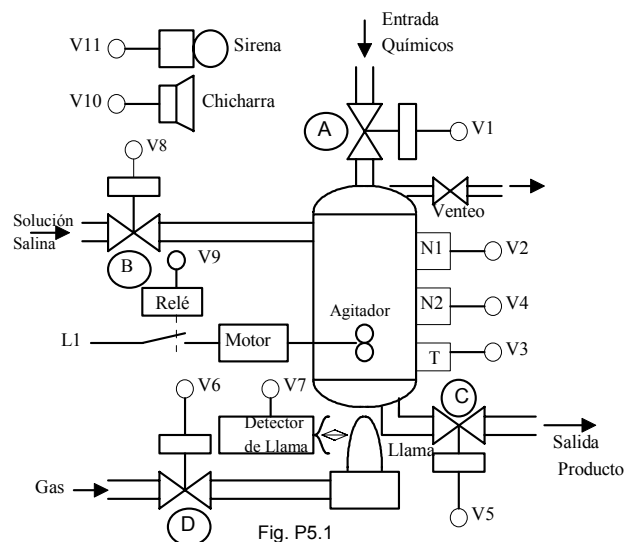 Entrada
Químicos
V11
Sirena
V10
Chicharra
A
V1
V8
Solución
Salina
Venteo
B
V9
N1
V2
Relé
Agitador
N2
V4
L1
Motor
T
V3
V6
V7
C
Detector
de Llama
Llama
Salida
Producto
Gas
D
V5
Fig. P5.1